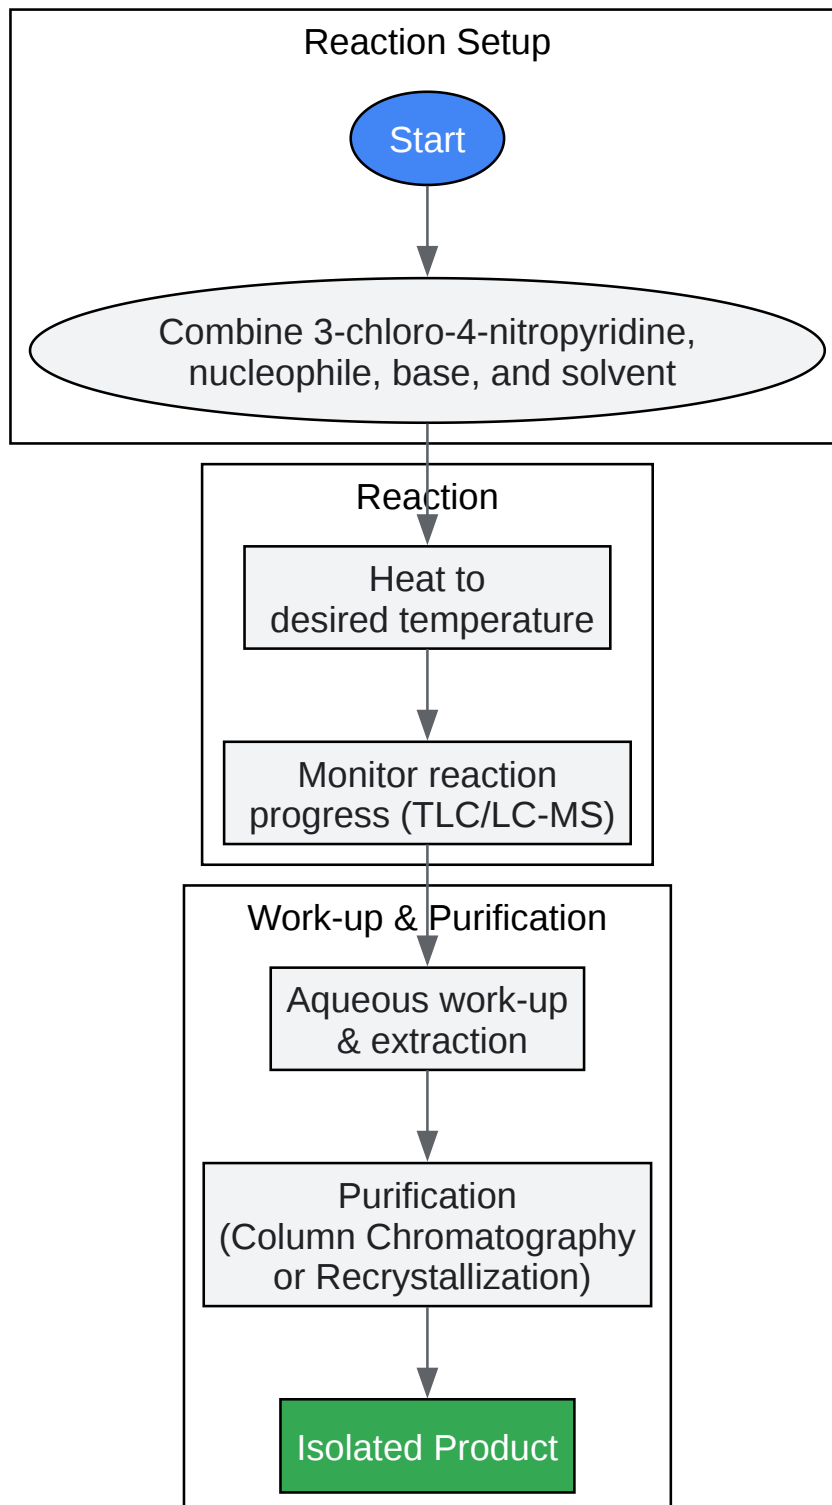 Reaction Setup
Start
Combine 3-chloro-4-nitropyridine,
nucleophile, base, and solvent
Reaction
Heat to
desired temperature
Monitor reaction
progress (TLC/LC-MS)
Work-up & Purification
Aqueous work-up
& extraction
Purification
(Column Chromatography
or Recrystallization)
Isolated Product